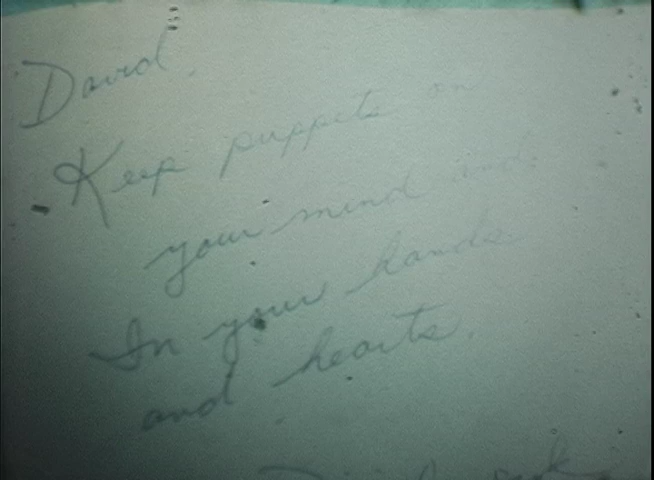 David,
Keep puppets on
your mind and
In your hands
and hearts.